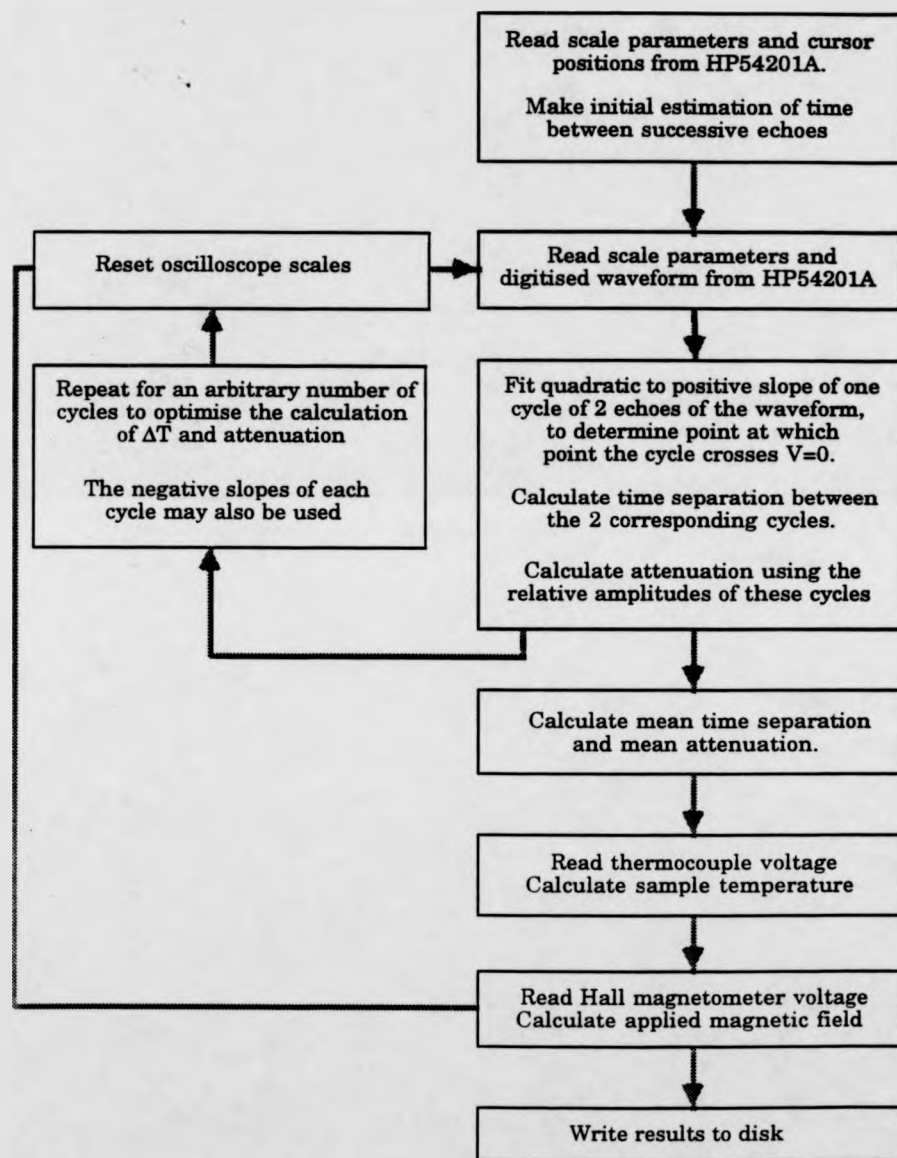 Read scale parameters and cursor
positions from HP54201A.
Make initial estimation of time
between successive echoes
Reset oscilloscope scales
Read scale parameters and
digitised waveform from HP54201A
Repeat for an arbitrary number of
cycles to optimise the calculation
of ΔT and attenuation
The negative slopes of each
cycle may also be used
Fit quadratic to positive slope of one
cycle of 2 echoes of the waveform,
to determine point at which
point the cycle crosses V=0.
Calculate time separation between
the 2 corresponding cycles.
Calculate attenuation using the
relative amplitudes of these cycles
Calculate mean time separation
and mean attenuation.
Read thermocouple voltage
Calculate sample temperature
Read Hall magnetometer voltage
Calculate applied magnetic field
Write results to disk